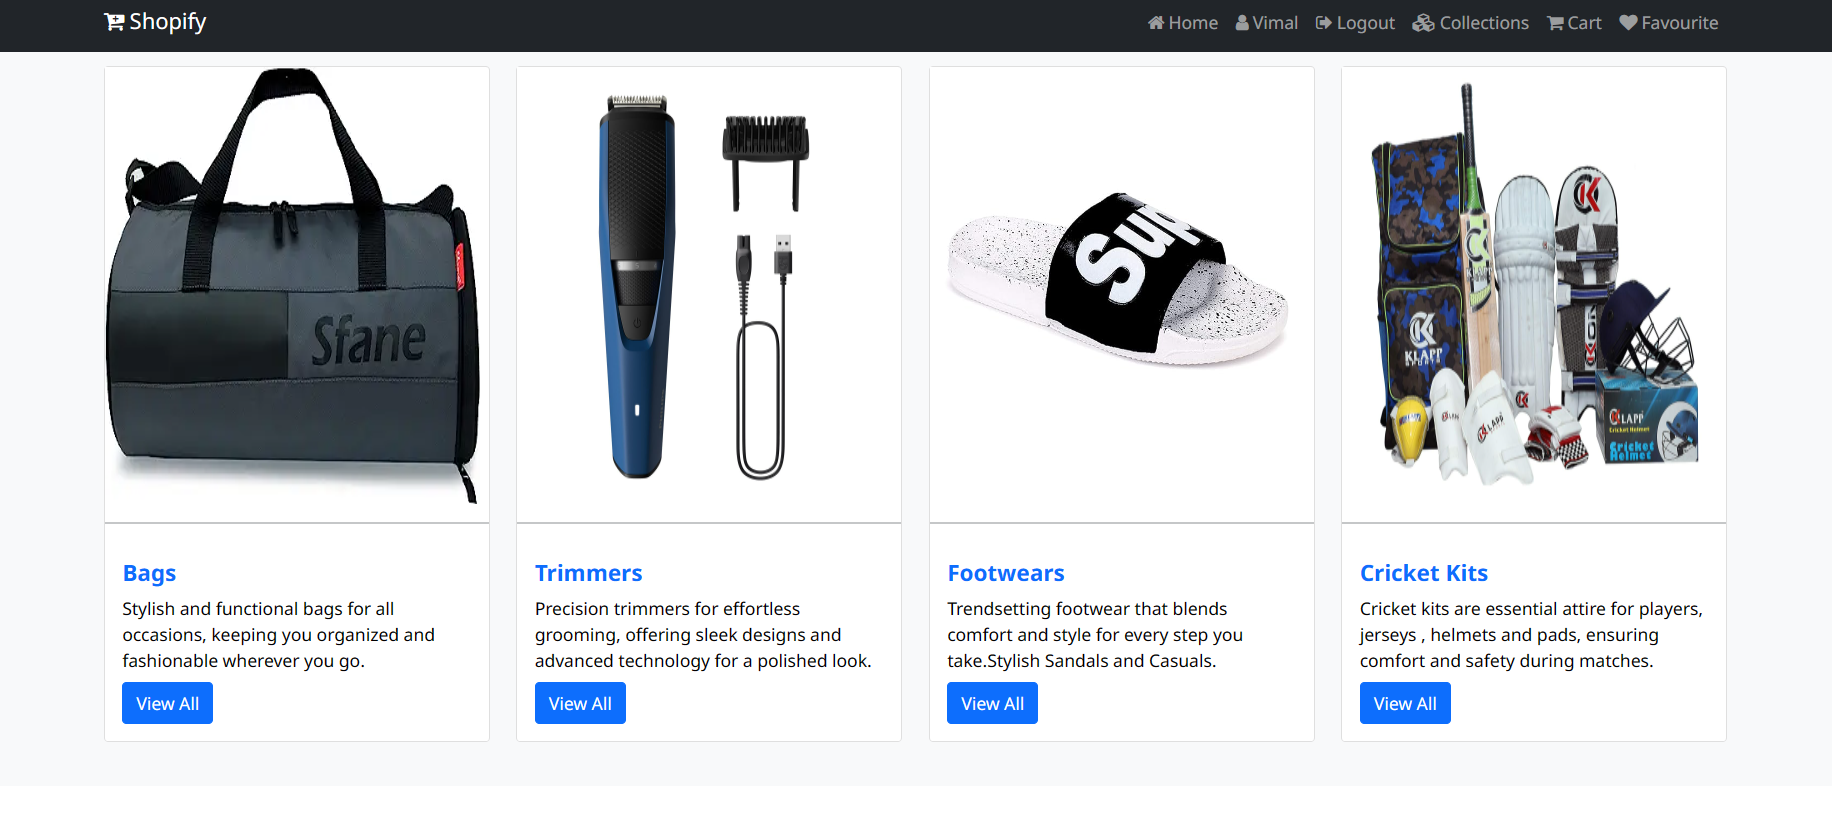 Shopify
Home Vimal Logout Collections Cart Favourite
Sfane
Sup
KLAPP
KLAPP
CRICKET HELMET
Bags
Stylish and functional bags for all
occasions, keeping you organized and
fashionable wherever you go.
View All
Trimmers
Precision trimmers for effortless
grooming, offering sleek designs and
advanced technology for a polished look.
View All
Footwears
Trendsetting footwear that blends
comfort and style for every step you
take.Stylish Sandals and Casuals.
View All
Cricket Kits
Cricket kits are essential attire for players,
jerseys , helmets and pads, ensuring
comfort and safety during matches.
View All